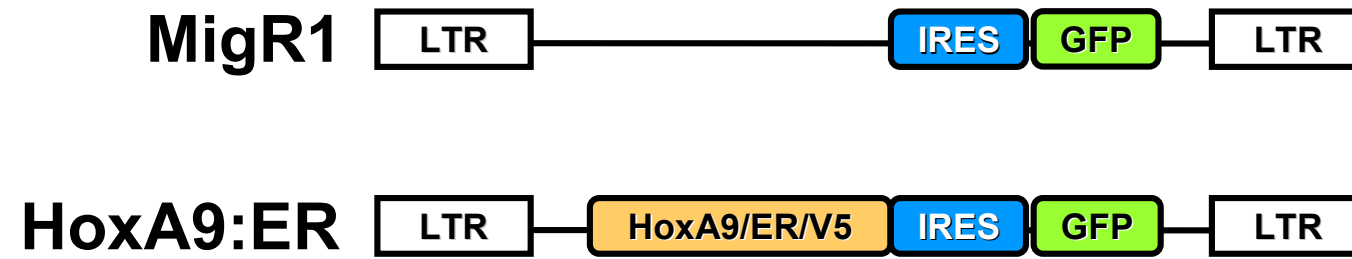 MigR1 LTR IRES GFP LTR
HoxA9:ER LTR HoxA9/ER/V5 IRES GFP LTR